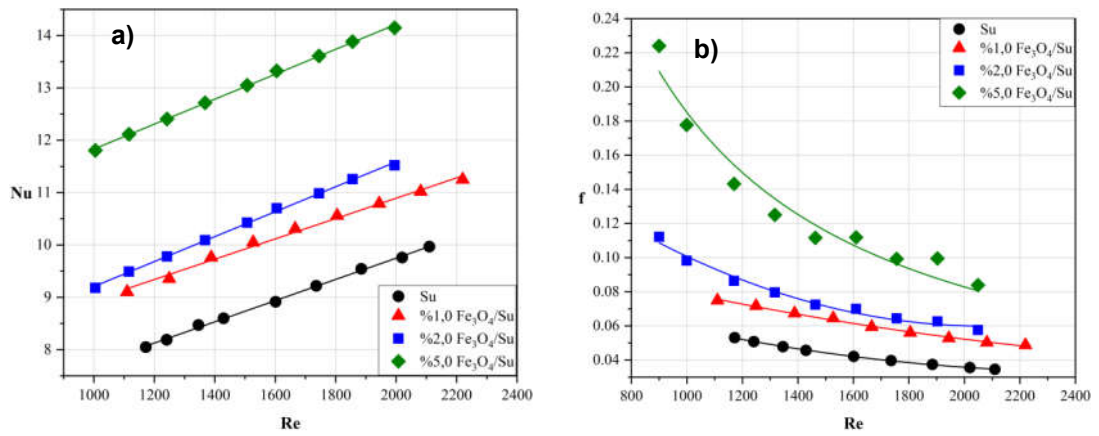 a)
14
13
12
11
10
9
8
Nu
1000 1200 1400 1600 1800 2000 2200 2400
Re
Su
%1,0 Fe₃O₄/Su
%2,0 Fe₃O₄/Su
%5,0 Fe₃O₄/Su
b)
0.24
0.22
0.20
0.18
0.16
0.14
0.12
0.10
0.08
0.06
0.04
f
800 1000 1200 1400 1600 1800 2000 2200 2400
Re
Su
%1,0 Fe₃O₄/Su
%2,0 Fe₃O₄/Su
%5,0 Fe₃O₄/Su